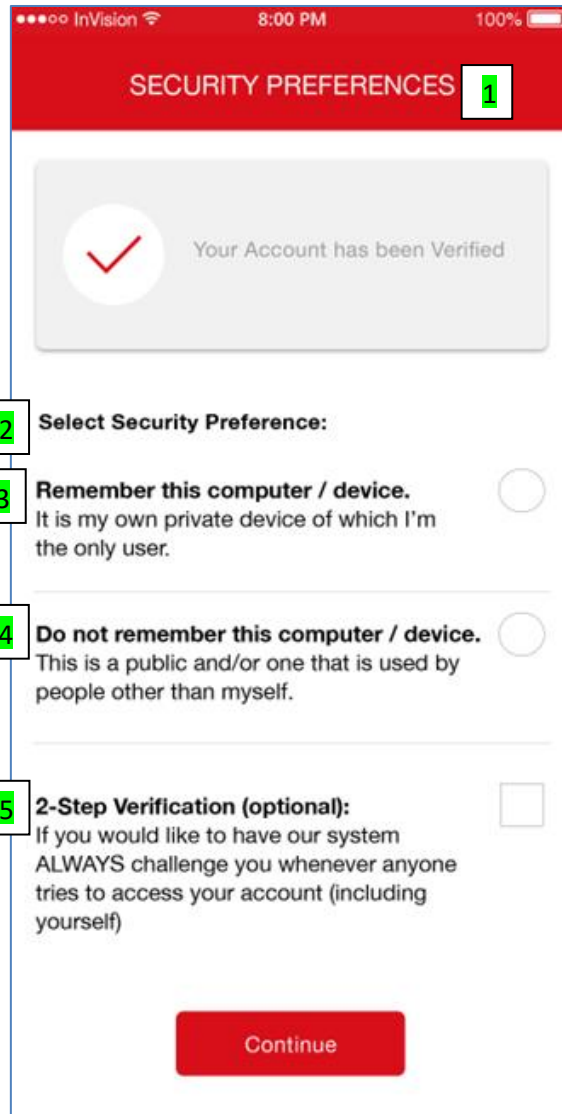 InVision 8:00 PM 100%
SECURITY PREFERENCES 1
Your Account has been Verified
2 Select Security Preference:
3 Remember this computer / device.
It is my own private device of which I'm
the only user.
4 Do not remember this computer / device.
This is a public and/or one that is used by
people other than myself.
5 2-Step Verification (optional):
If you would like to have our system
ALWAYS challenge you whenever anyone
tries to access your account (including
yourself)
Continue